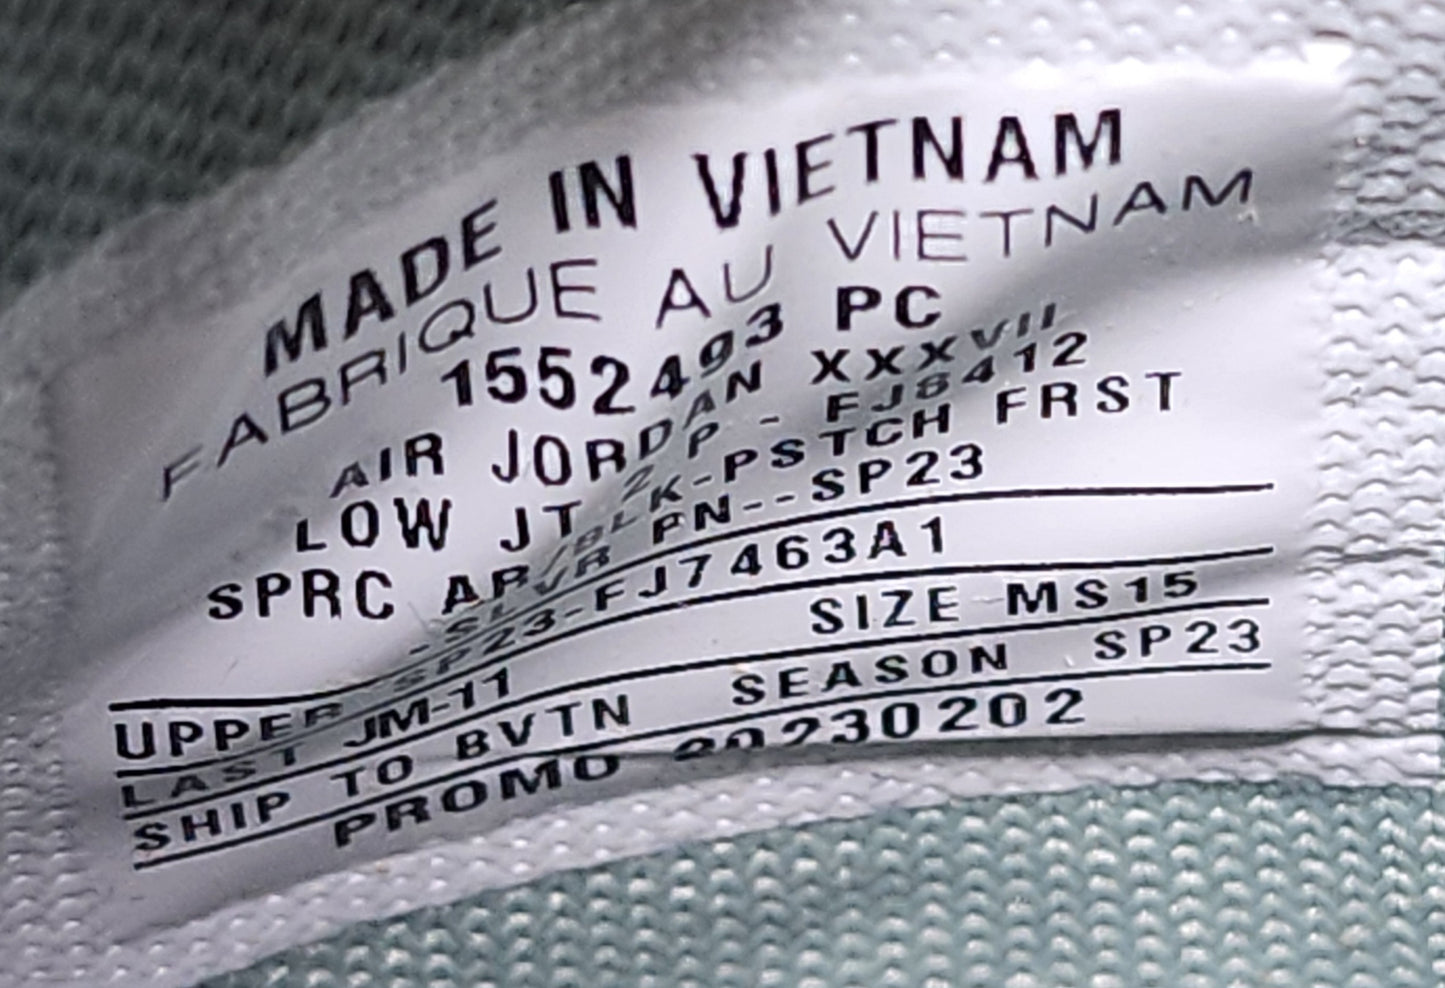 MADE IN VIETNAM
FABRIQUE AU VIETNAM
1552493 PC
AIR JORDAN XXXVII
LOW JT 2 P - FJ8412
SPRC AP/BLK-PSTCH FRST
-SLVR PN--SP23
UPPER SP23-FJ7463A1
LAST JM-11 SIZE MS15
SHIP TO BVTN SEASON SP23
PROMO 20230202